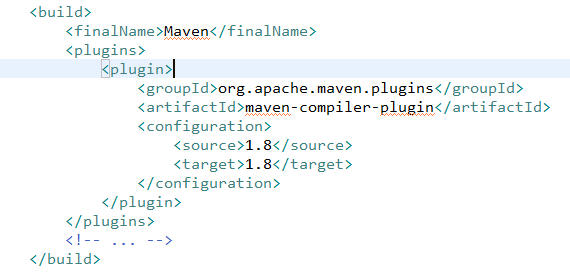 <build>
<finalName>Maven</finalName>
<plugins>
<plugin>
<groupId>org.apache.maven.plugins</groupId>
<artifactId>maven-compiler-plugin</artifactId>
<configuration>
<source>1.8</source>
<target>1.8</target>
</configuration>
</plugin>
</plugins>
<!-- ... -->
</build>